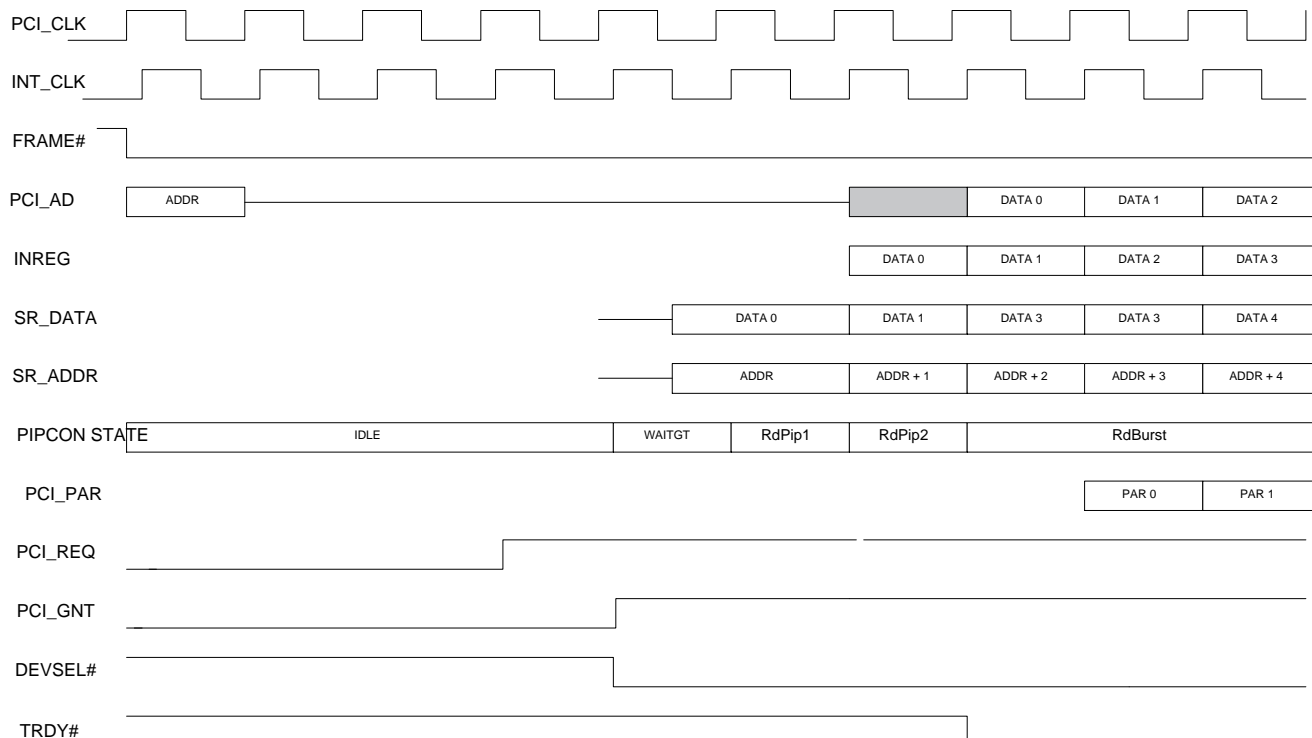 PCI_CLK
INT_CLK
FRAME#
PCI_AD ADDR DATA 0 DATA 1 DATA 2
INREG DATA 0 DATA 1 DATA 2 DATA 3
SR_DATA DATA 0 DATA 1 DATA 3 DATA 3 DATA 4
SR_ADDR ADDR ADDR + 1 ADDR + 2 ADDR + 3 ADDR + 4
PIPCON STATE IDLE WAITGT RdPip1 RdPip2 RdBurst
PCI_PAR PAR 0 PAR 1
PCI_REQ
PCI_GNT
DEVSEL#
TRDY#